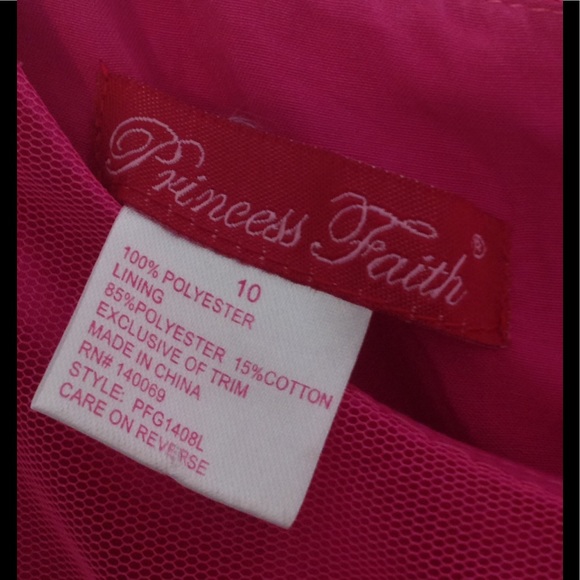 Princess Faith®
10
100% POLYESTER
LINING
85%POLYESTER 15%COTTON
EXCLUSIVE OF TRIM
MADE IN CHINA
RN# 140069
STYLE: PFG1408L
CARE ON REVERSE